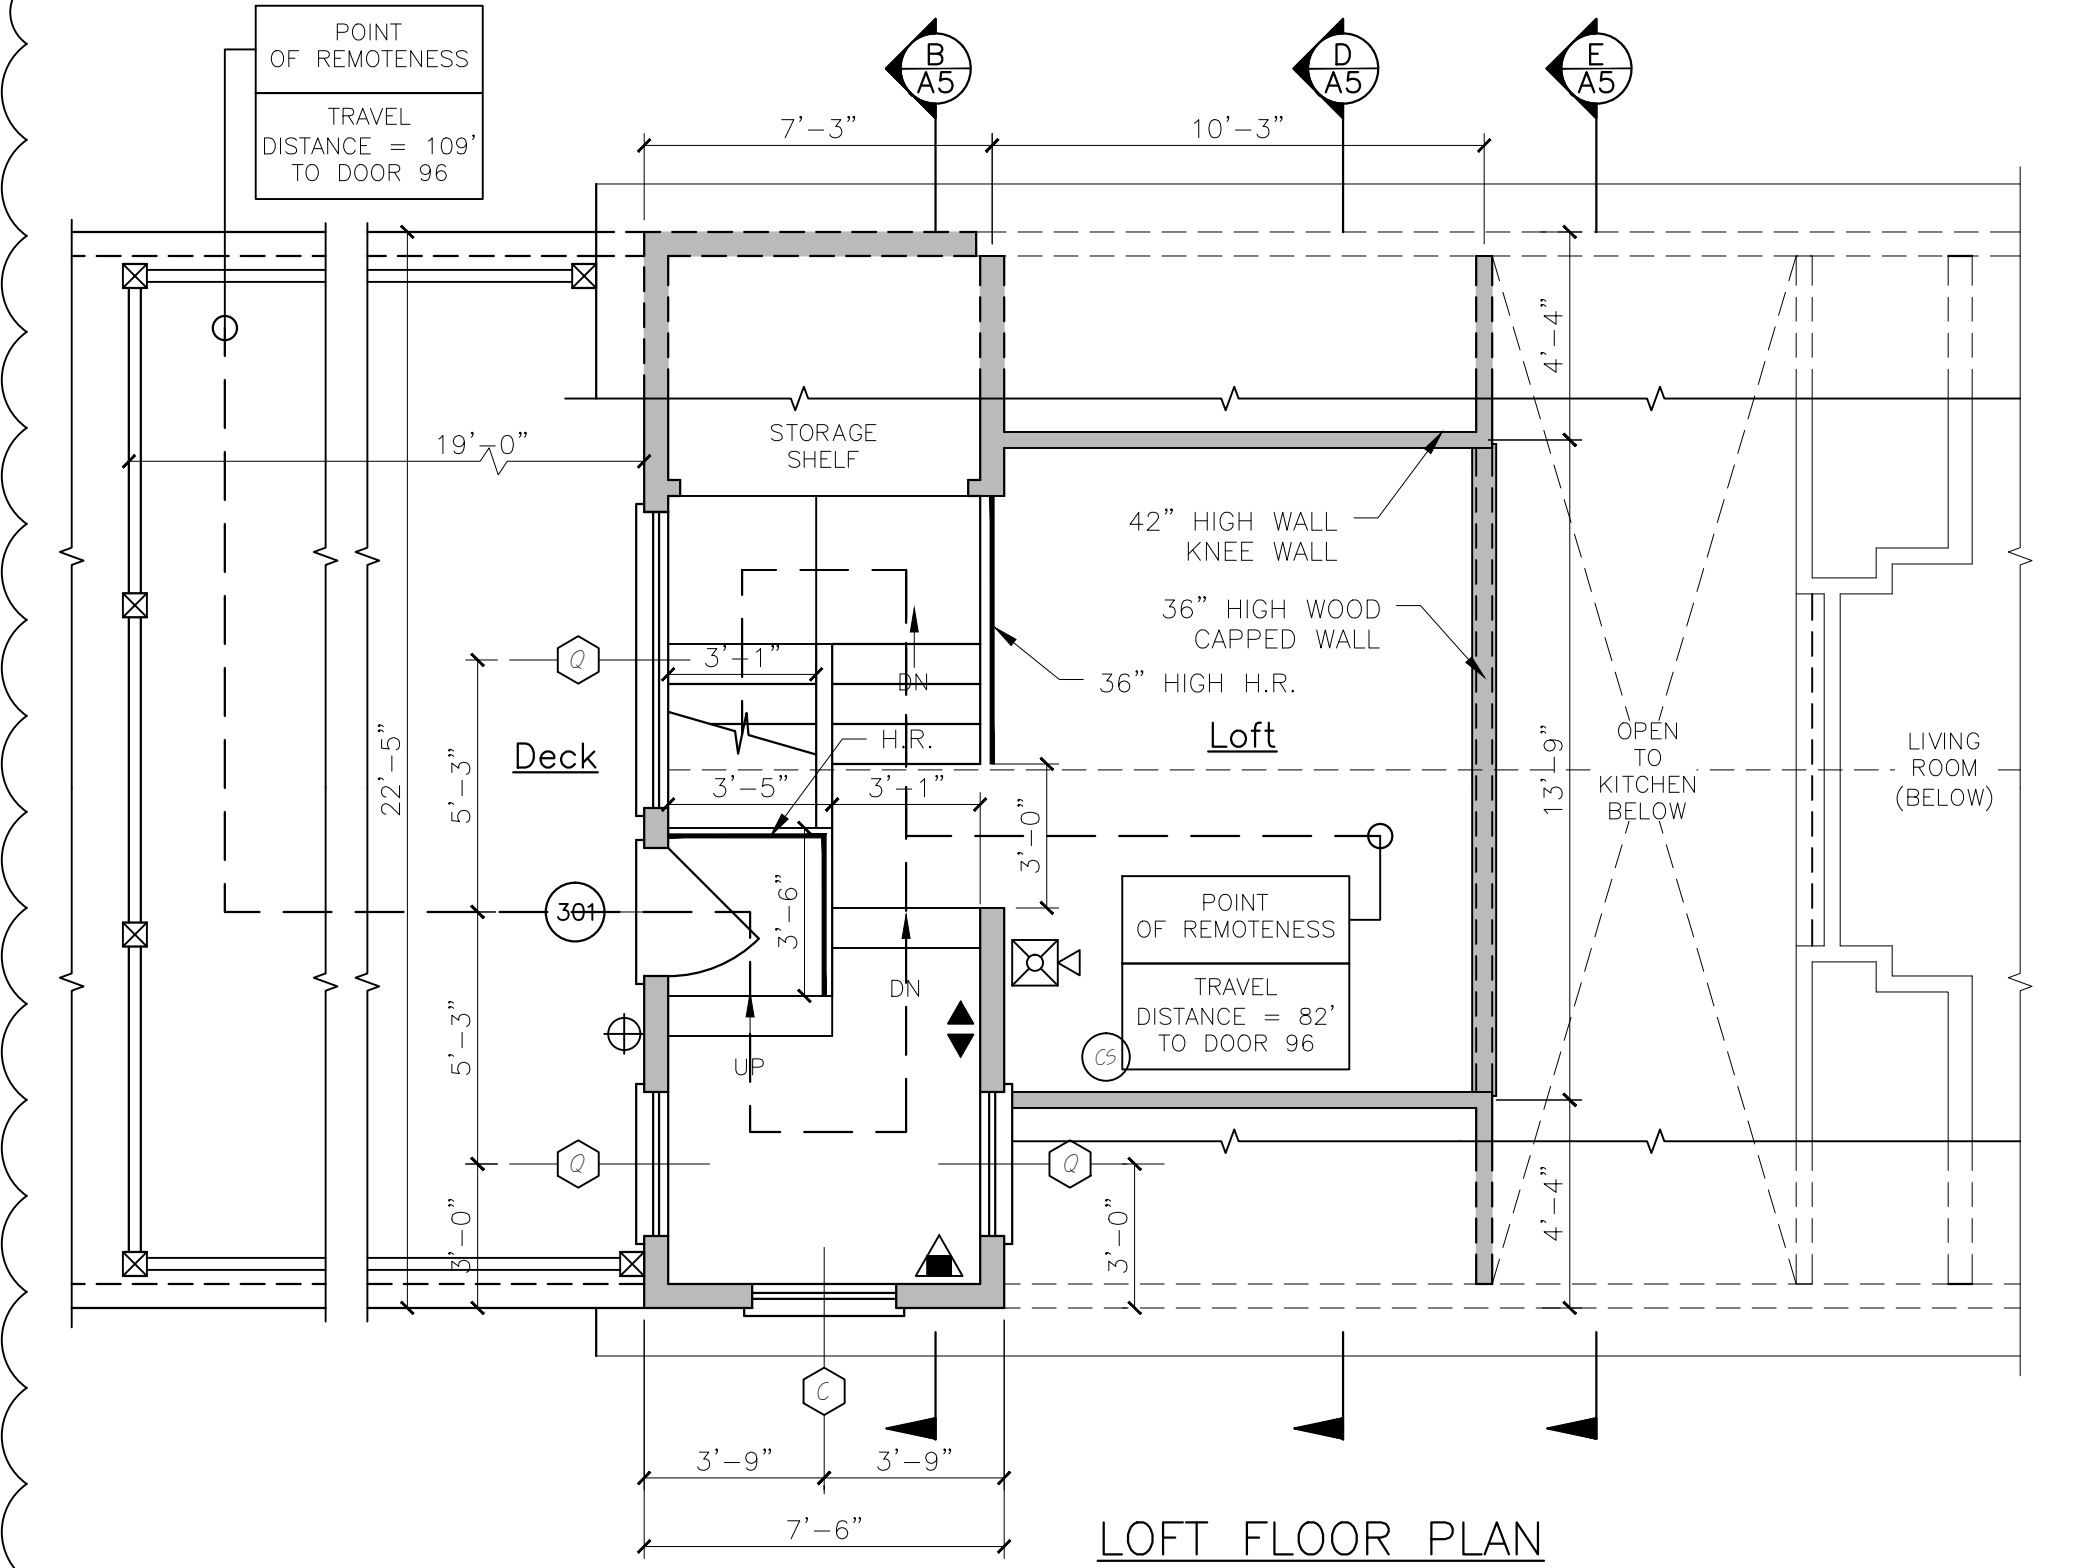 POINT
OF REMOTENESS
TRAVEL
DISTANCE = 109'
TO DOOR 96
B
A5
D
A5
E
A5
7'-3"
10'-3"
4'-4"
19'-0"
STORAGE
SHELF
42" HIGH WALL
KNEE WALL
36" HIGH WOOD
CAPPED WALL
36" HIGH H.R.
Q
3'-1"
DN
H.R.
Loft
Deck
22'-5"
5'-3"
3'-5"
3'-1"
3'-0"
13'-9"
OPEN
TO
KITCHEN
BELOW
LIVING
ROOM
(BELOW)
301
3'-6"
DN
POINT
OF REMOTENESS
TRAVEL
DISTANCE = 82'
TO DOOR 96
CS
5'-3"
UP
Q
Q
3'-0"
3'-0"
4'-4"
C
3'-9"
3'-9"
7'-6"
LOFT FLOOR PLAN